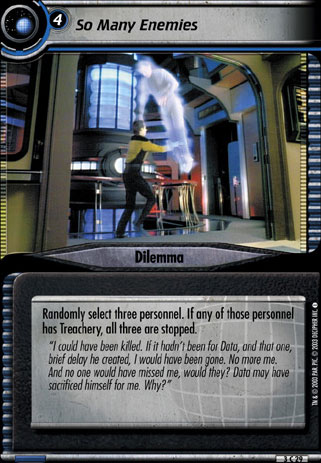 4 So Many Enemies
Dilemma
Randomly select three personnel. If any of those personnel
has Treachery, all three are stopped.
"I could have been killed. If it hadn't been for Data, and that one,
brief delay he created, I would have been gone. No more me.
And no one would have missed me, would they? Data may have
sacrificed himself for me. Why?"
TM & © 2003 PAR. PIC. © 2003 DECIPHER INC.
3 C 29